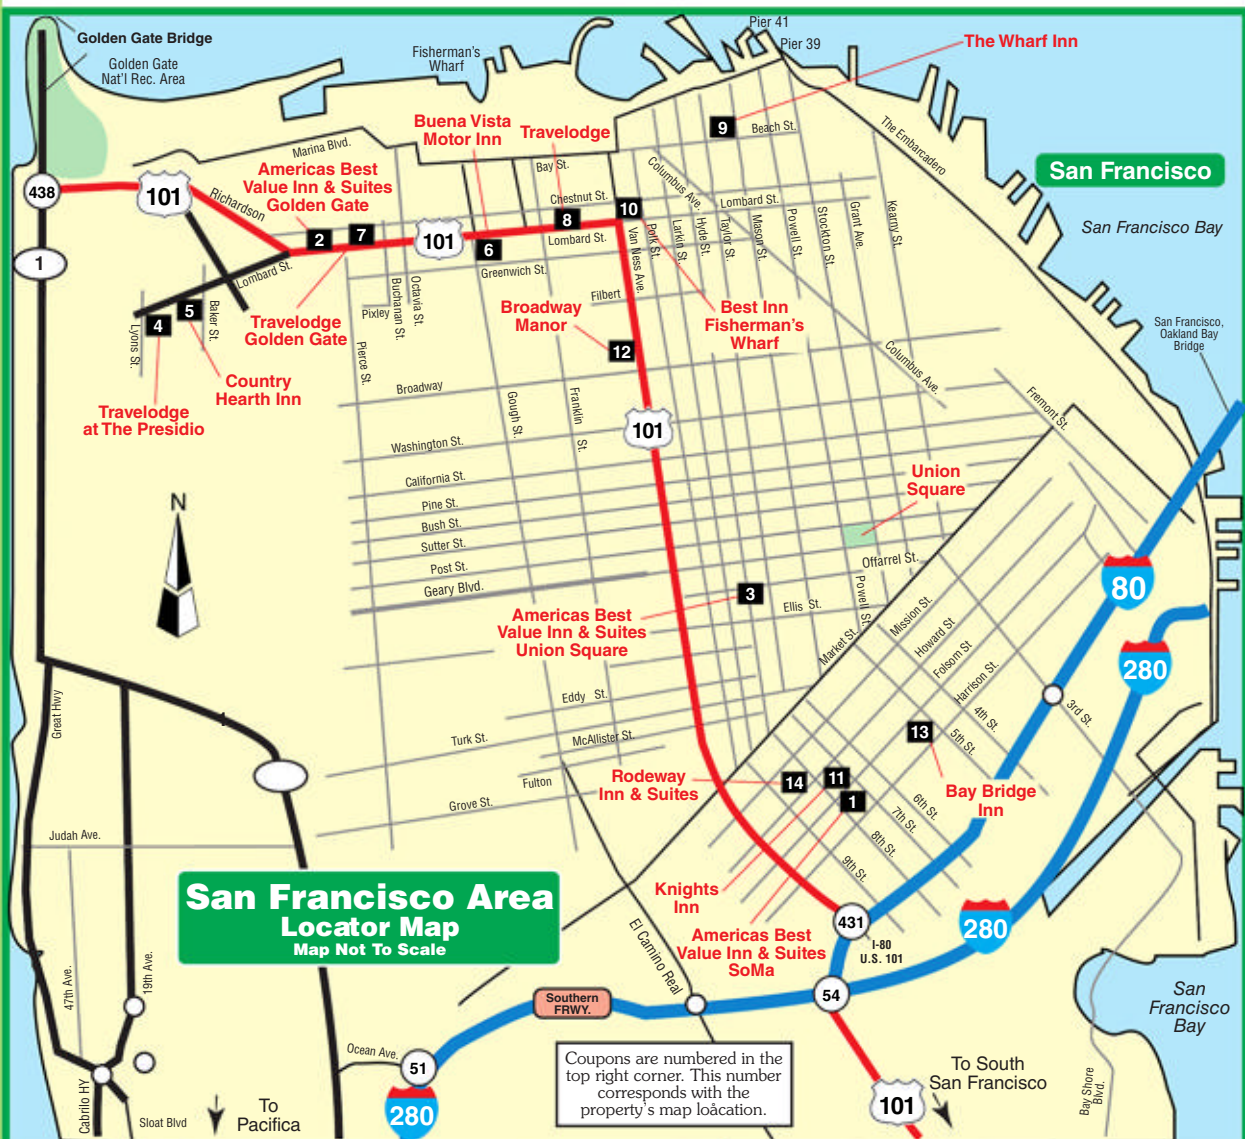 Pier 41
Golden Gate Bridge
Pier 39
The Wharf Inn
Golden Gate
Nat'l Rec. Area
Fisherman's
Wharf
Buena Vista
Motor Inn
Travelodge
9
Beach St.
The Embarcadero
Marina Blvd.
Bay St.
Columbus Ave.
San Francisco
Americas Best
Value Inn & Suites
Golden Gate
438
101
Richardson
Chestnut St.
Lombard St.
8
10
San Francisco Bay
2
7
101
6
Lombard St.
Van Ness Ave.
Polk St.
Larkin St.
Hyde St.
Taylor St.
Mason St.
Powell St.
Stockton St.
Grant Ave.
Kearny St.
1
Lombard St.
Greenwich St.
Octavia St.
Buchanan St.
Filbert
Pixley
4
5
Baker St.
Lyons St.
Travelodge
Golden Gate
Broadway
Manor
Best Inn
Fisherman's
Wharf
San Francisco,
Oakland Bay
Bridge
12
Pierce St.
Columbus Ave.
Country
Hearth Inn
Travelodge
at The Presidio
Broadway
Gough St.
Franklin
St.
Fremont St.
101
Washington St.
California St.
Union
Square
N
Pine St.
Bush St.
Sutter St.
Post St.
Geary Blvd.
Offarrel St.
80
3
Powell St.
Ellis St.
Americas Best
Value Inn & Suites
Union Square
Market St.
Mission St.
Howard St
Folsom St
Harrison St.
280
Great Hwy
Eddy St.
3rd St.
4th St.
5th St.
13
Turk St.
McAllister St.
Fulton
Rodeway
Inn & Suites
14
11
1
Bay Bridge
Inn
Grove St.
6th St.
7th St.
8th St.
9th St.
Judah Ave.
San Francisco Area
Locator Map
Map Not To Scale
Knights
Inn
Americas Best
Value Inn & Suites
SoMa
431
I-80
U.S. 101
280
El Camino Real
47th Ave.
19th Ave.
Southern
FRWY.
54
San
Francisco
Bay
Ocean Ave.
51
Coupons are numbered in the
top right corner. This number
corresponds with the
property's map loåcation.
To South
San Francisco
Bay Shore
Blvd.
Cabrilo HY
Sloat Blvd
To
Pacifica
280
101